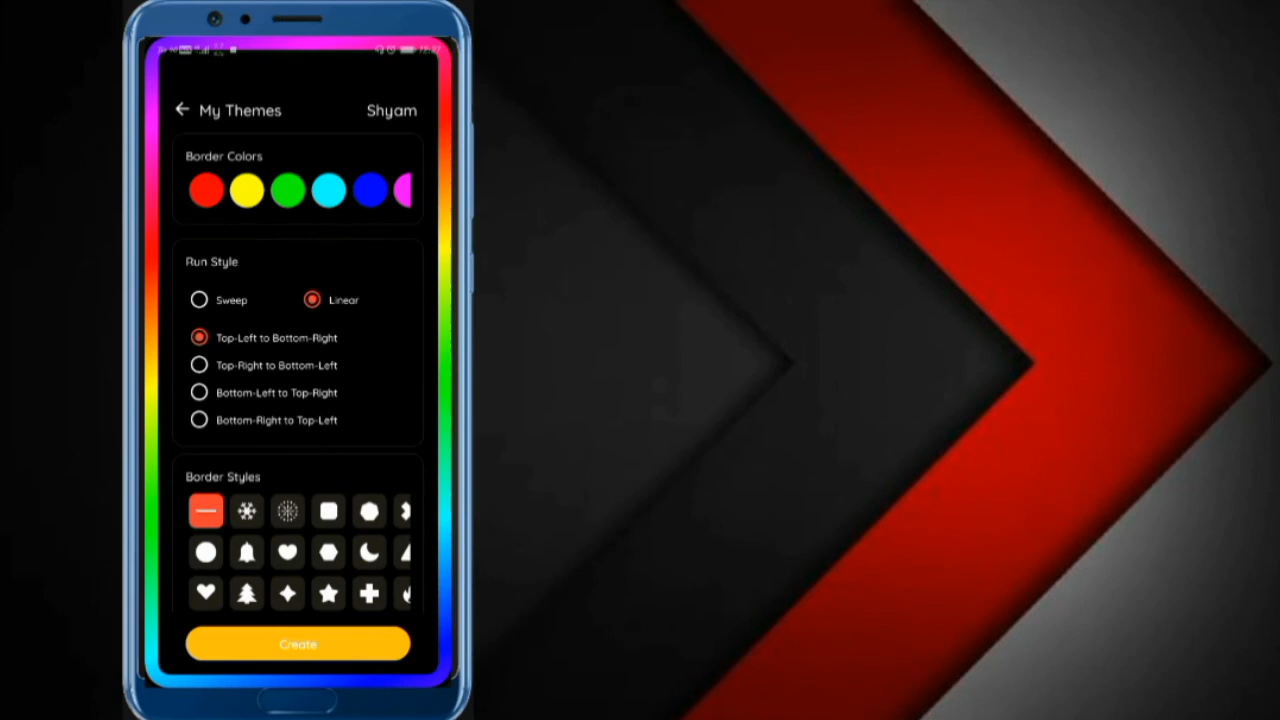 My Themes Shyam
Border Colors
Run Style
Sweep Linear
Top-Left to Bottom-Right
Top-Right to Bottom-Left
Bottom-Left to Top-Right
Bottom-Right to Top-Left
Border Styles
Create